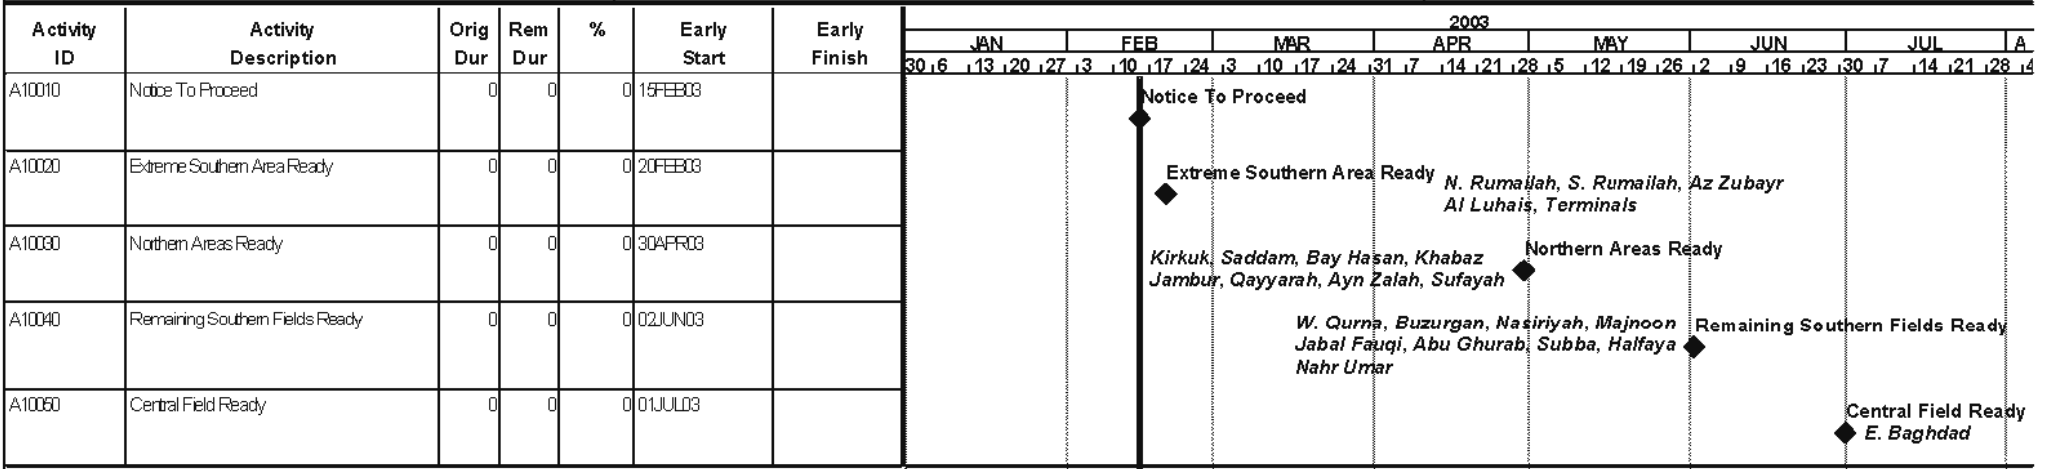 Activity ID Activity Description Orig Dur Rem Dur % Early Start Early Finish
2003
JAN FEB MAR APR MAY JUN JUL A
30 6 13 20 27 3 10 17 24 3 10 17 24 31 7 14 21 28 5 12 19 26 2 9 16 23 30 7 14 21 28 4
A10010 Notice To Proceed 0 0 0 15FEB03
Notice To Proceed
A10020 Extreme Southern Area Ready 0 0 0 20FEB03
Extreme Southern Area Ready
N. Rumailah, S. Rumailah, Az Zubayr
Al Luhais, Terminals
A10030 Northern Areas Ready 0 0 0 30APR03
Northern Areas Ready
Kirkuk, Saddam, Bay Hasan, Khabaz
Jambur, Qayyarah, Ayn Zalah, Sufayah
A10040 Remaining Southern Fields Ready 0 0 0 02JUN03
W. Qurna, Buzurgan, Nasiriyah, Majnoon
Jabal Fauqi, Abu Ghurab, Subba, Halfaya
Nahr Umar
Remaining Southern Fields Ready
A10050 Central Field Ready 0 0 0 01JUL03
Central Field Ready
E. Baghdad